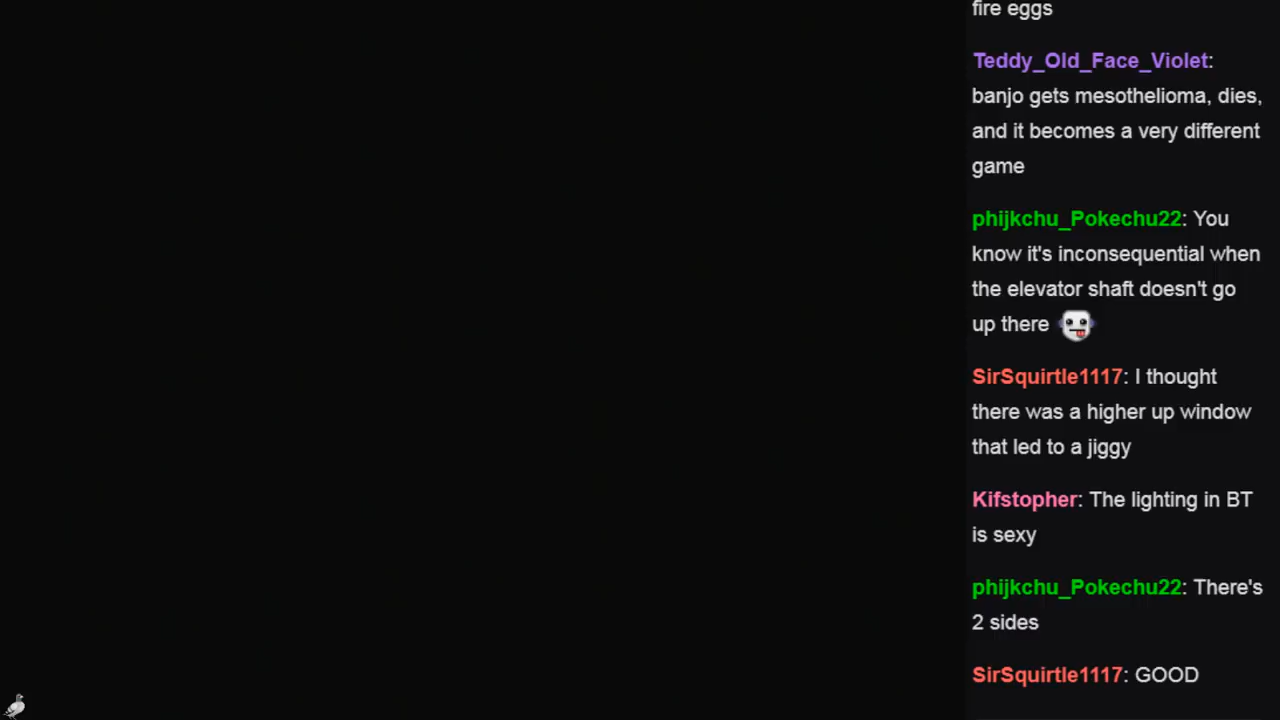 fire eggs
Teddy_Old_Face_Violet:
banjo gets mesothelioma, dies,
and it becomes a very different
game
phijkchu_Pokechu22: You
know it's inconsequential when
the elevator shaft doesn't go
up there
SirSquirtle1117: I thought
there was a higher up window
that led to a jiggy
Kifstopher: The lighting in BT
is sexy
phijkchu_Pokechu22: There's
2 sides
SirSquirtle1117: GOOD